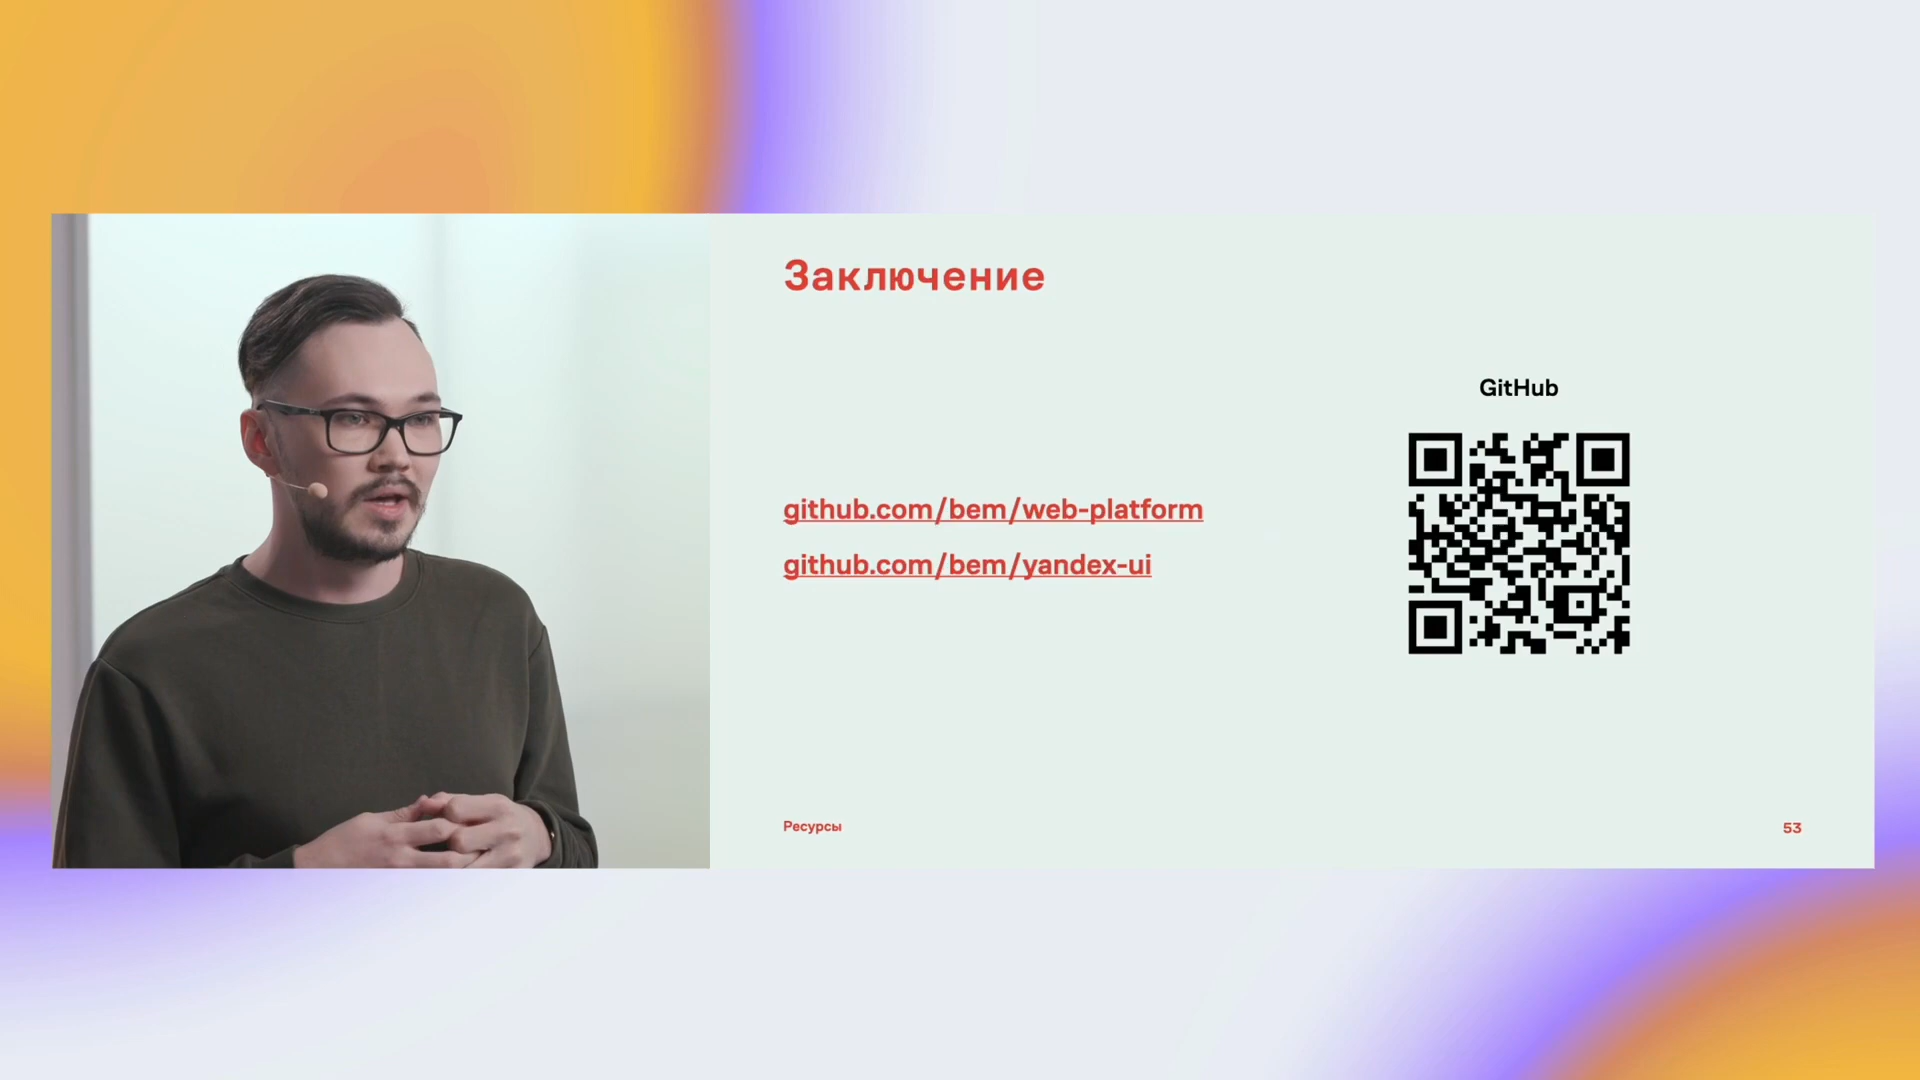 Заключение
GitHub
github.com/bem/web-platform
github.com/bem/yandex-ui
Ресурсы
53